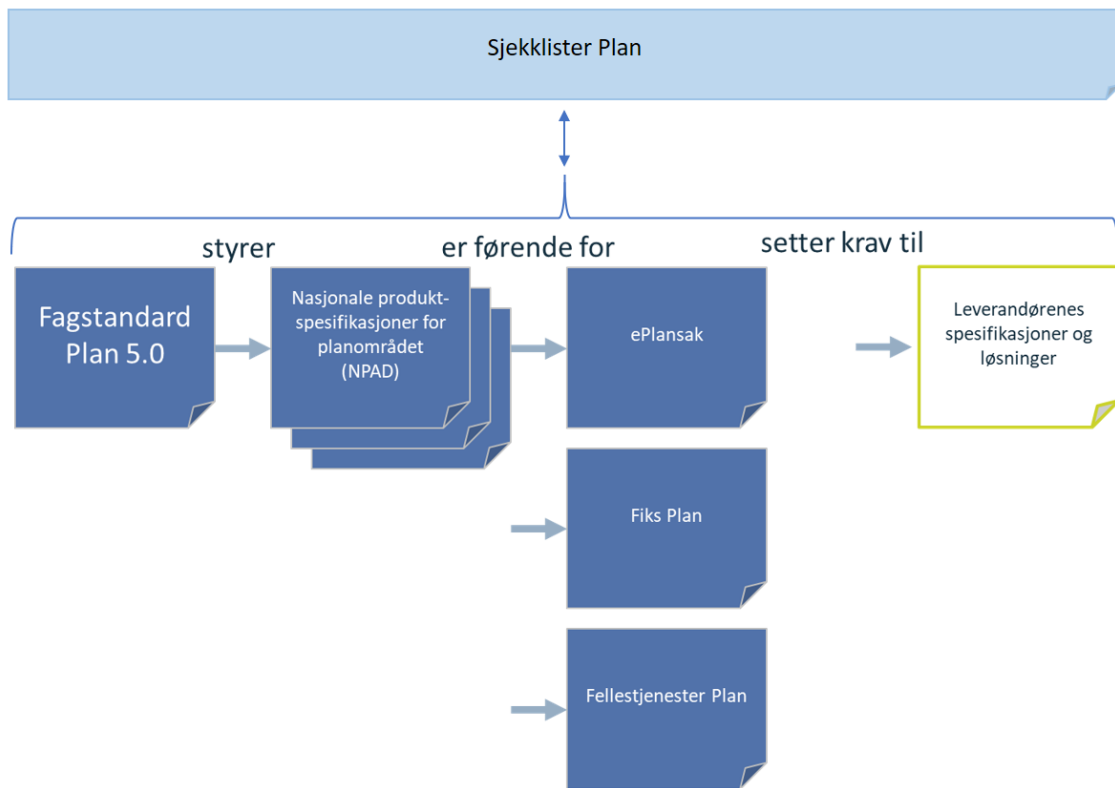 Sjekklister Plan
styrer
er førende for
setter krav til
Fagstandard
Plan 5.0
Nasjonale produkt-
spesifikasjoner for
planområdet
(NPAD)
ePlansak
Leverandørenes
spesifikasjoner og
løsninger
Fiks Plan
Fellestjenester Plan